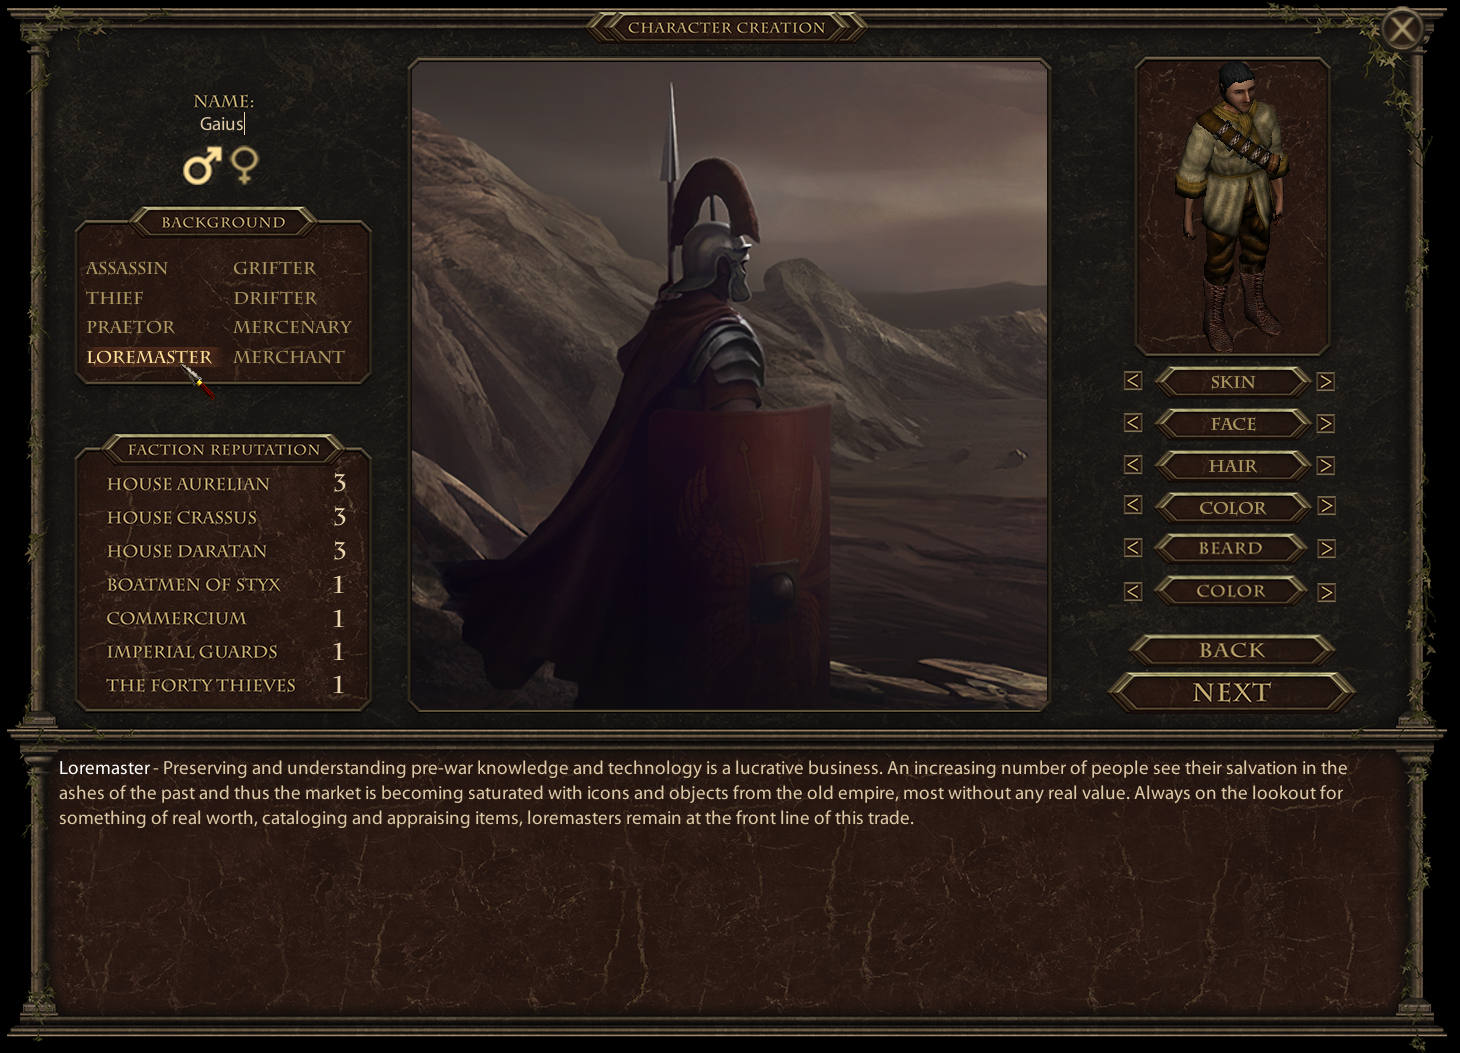 CHARACTER CREATION
NAME:
Gaius
BACKGROUND
ASSASSIN GRIFTER
THIEF DRIFTER
PRAETOR MERCENARY
LOREMASTER MERCHANT
FACTION REPUTATION
HOUSE AURELIAN 3
HOUSE CRASSUS 3
HOUSE DARATAN 3
BOATMEN OF STYX 1
COMMERCIUM 1
IMPERIAL GUARDS 1
THE FORTY THIEVES 1
< SKIN >
< FACE >
< HAIR >
< COLOR >
< BEARD >
< COLOR >
BACK
NEXT
Loremaster - Preserving and understanding pre-war knowledge and technology is a lucrative business. An increasing number of people see their salvation in the
ashes of the past and thus the market is becoming saturated with icons and objects from the old empire, most without any real value. Always on the lookout for
something of real worth, cataloging and appraising items, loremasters remain at the front line of this trade.